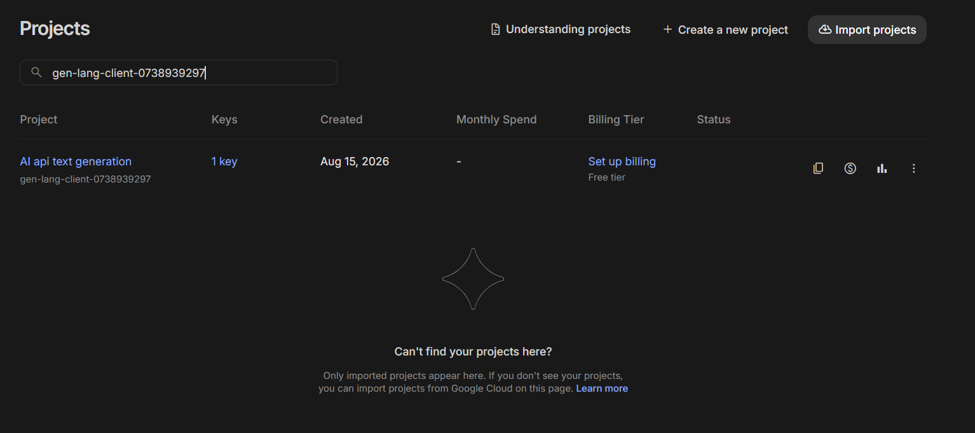 Projects
Understanding projects
Create a new project
Import projects
gen-lang-client-0738939297
Project Keys Created Monthly Spend Billing Tier Status
AI api text generation 1 key Aug 15, 2026 - Set up billing
gen-lang-client-0738939297 Free tier
Can't find your projects here?
Only imported projects appear here. If you don't see your projects,
you can import projects from Google Cloud on this page. Learn more